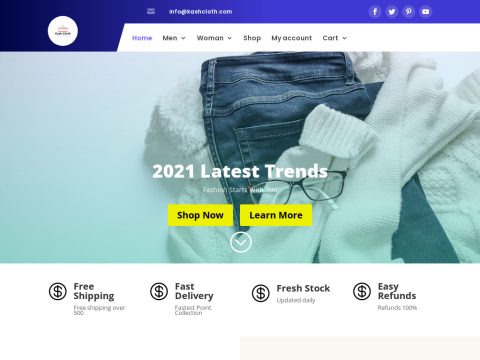 info@kashcloth.com
Kash Cloth
Home Men Woman Shop My account Cart
2021 Latest Trends
Fashion Starts With You
Shop Now Learn More
Free Shipping
Free shipping over 500
Fast Delivery
Fastest Point Collection
Fresh Stock
Updated daily
Easy Refunds
Refunds 100%